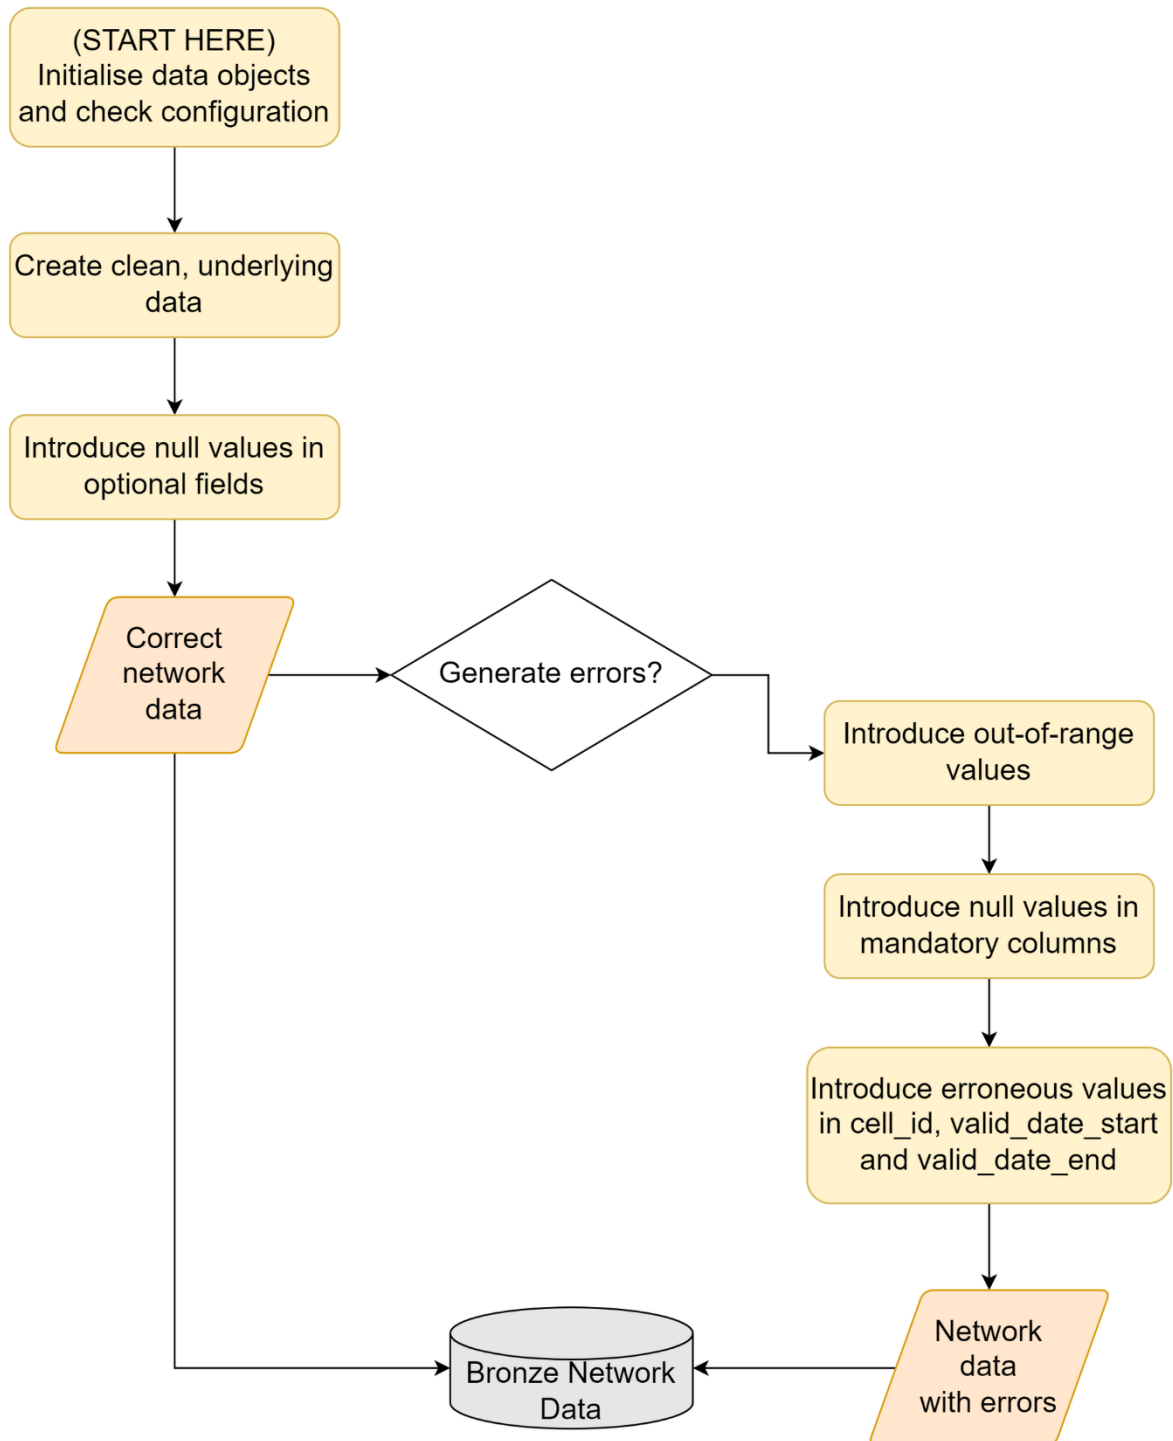 (START HERE)
Initialise data objects
and check configuration
Create clean, underlying
data
Introduce null values in
optional fields
Correct
network
data
Generate errors?
Introduce out-of-range
values
Introduce null values in
mandatory columns
Introduce erroneous values
in cell_id, valid_date_start
and valid_date_end
Network
data
with errors
Bronze Network
Data